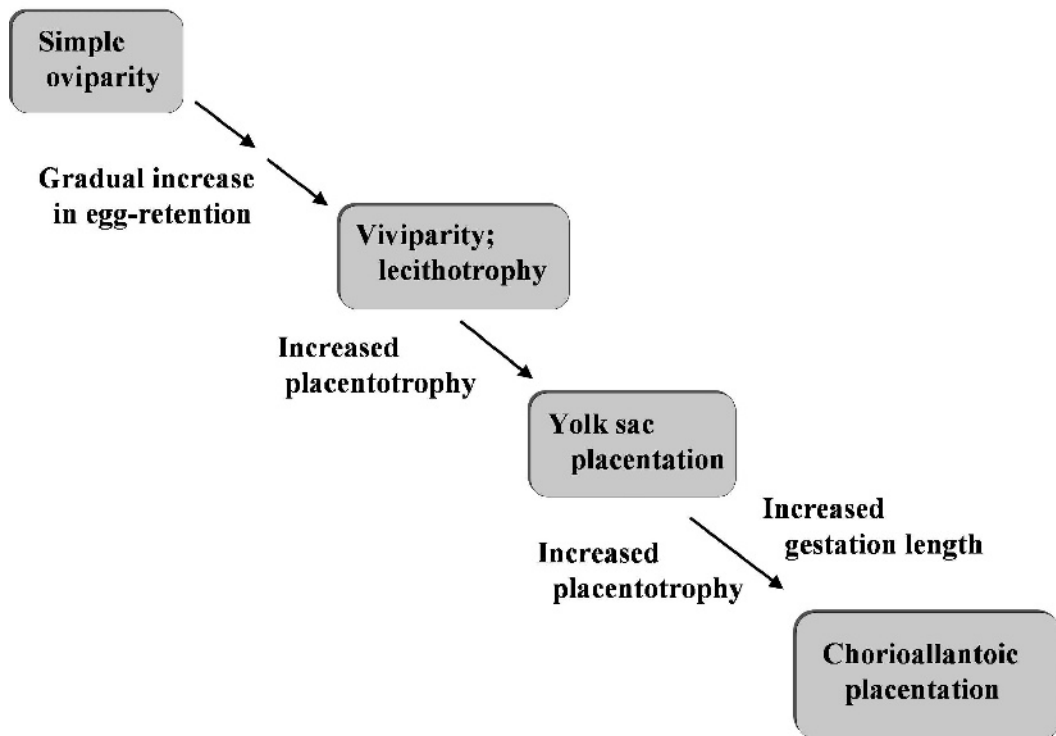 Simple
oviparity
Gradual increase
in egg-retention
Viviparity;
lecithotrophy
Increased
placentotrophy
Yolk sac
placentation
Increased
gestation length
Increased
placentotrophy
Chorioallantoic
placentation